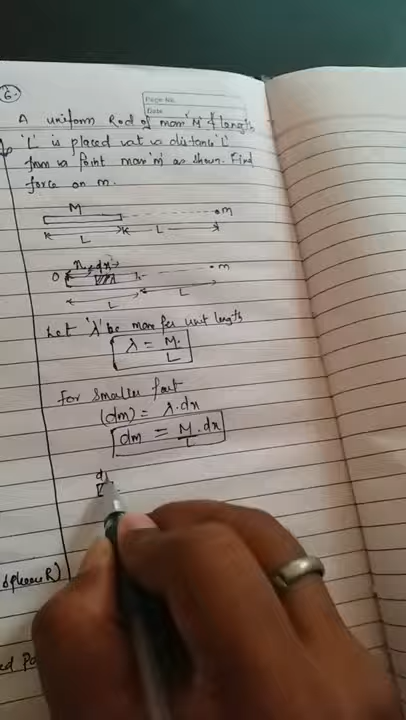 6.
Page No.
Date
A uniform Rod of mass 'M' & length
'L' is placed at a distance 'L'
from a point mass 'm' as shown. Find
force on m.
M
m
L L
O x dx
m
L L
Let 'λ' be mass per unit length
λ = M/L
For smaller part
(dm) = λ.dx
dm = M/L . dx
d